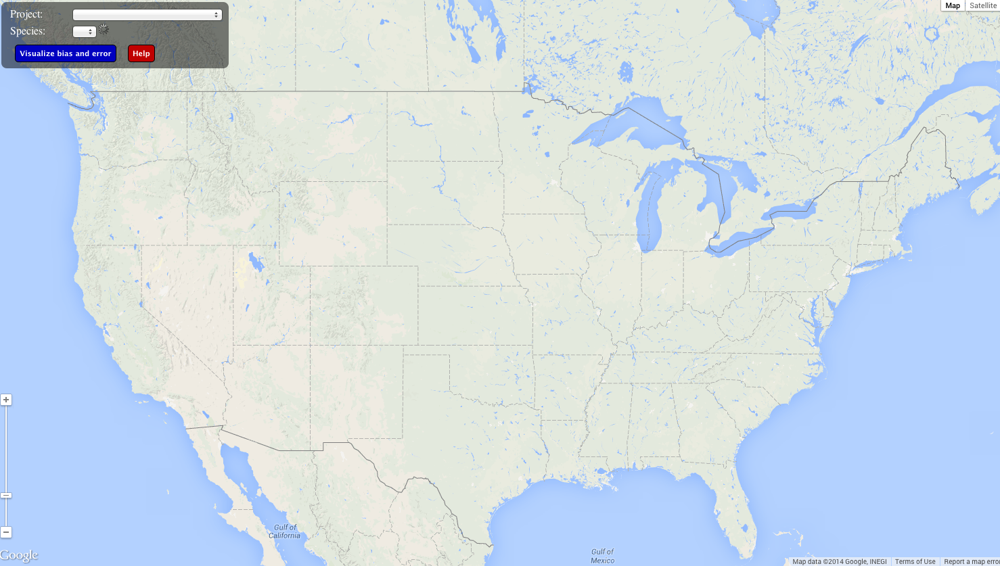 Project:
Species:
Visualize bias and error
Help
Map
Satellite
+
−
Gulf of
California
Gulf of
Mexico
Google
Map data ©2014 Google, INEGI
Terms of Use
Report a map error